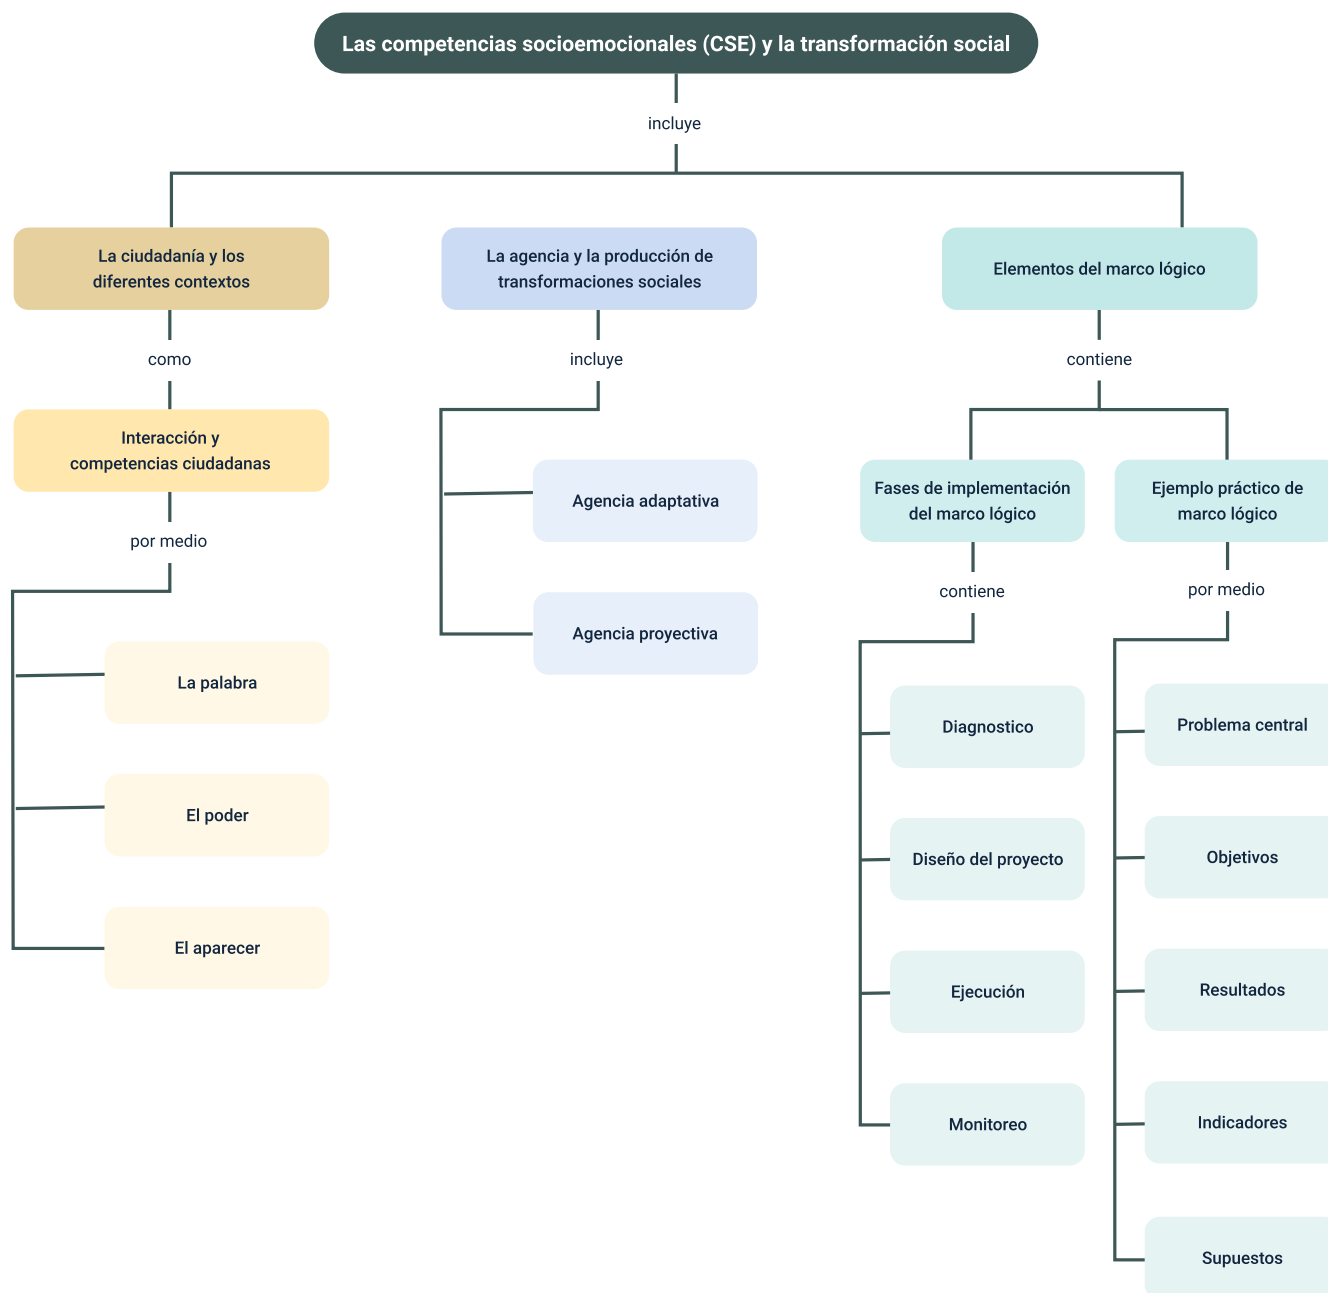 Las competencias socioemocionales (CSE) y la transformación social
incluye
La ciudadanía y los
diferentes contextos
como
Interacción y
competencias ciudadanas
por medio
La palabra
El poder
El aparecer
La agencia y la producción de
transformaciones sociales
incluye
Agencia adaptativa
Agencia proyectiva
Elementos del marco lógico
contiene
Fases de implementación
del marco lógico
contiene
Diagnostico
Diseño del proyecto
Ejecución
Monitoreo
Ejemplo práctico de
marco lógico
por medio
Problema central
Objetivos
Resultados
Indicadores
Supuestos